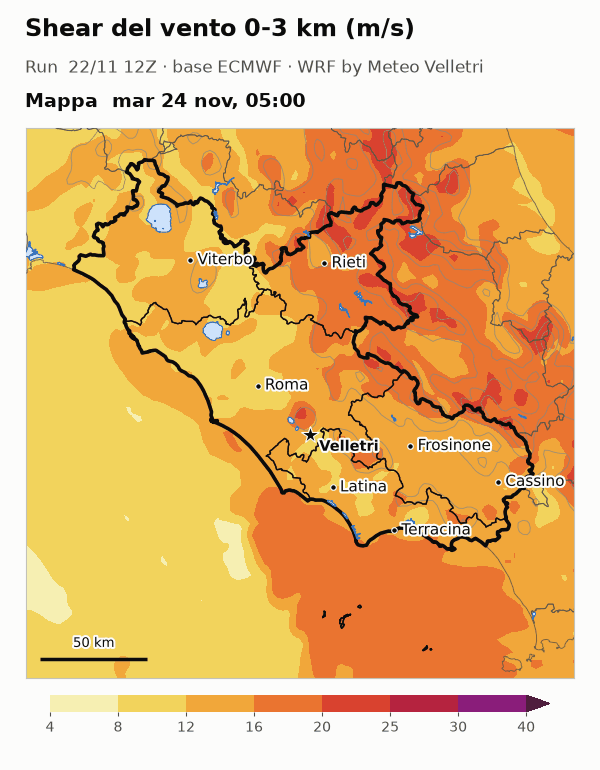 Shear del vento 0-3 km (m/s)
Run  22/11 12Z · base ECMWF · WRF by Meteo Velletri
Mappa  mar 24 nov, 05:00
Viterbo
Rieti
Roma
Velletri
Frosinone
Cassino
Latina
Terracina
50 km
4 8 12 16 20 25 30 40